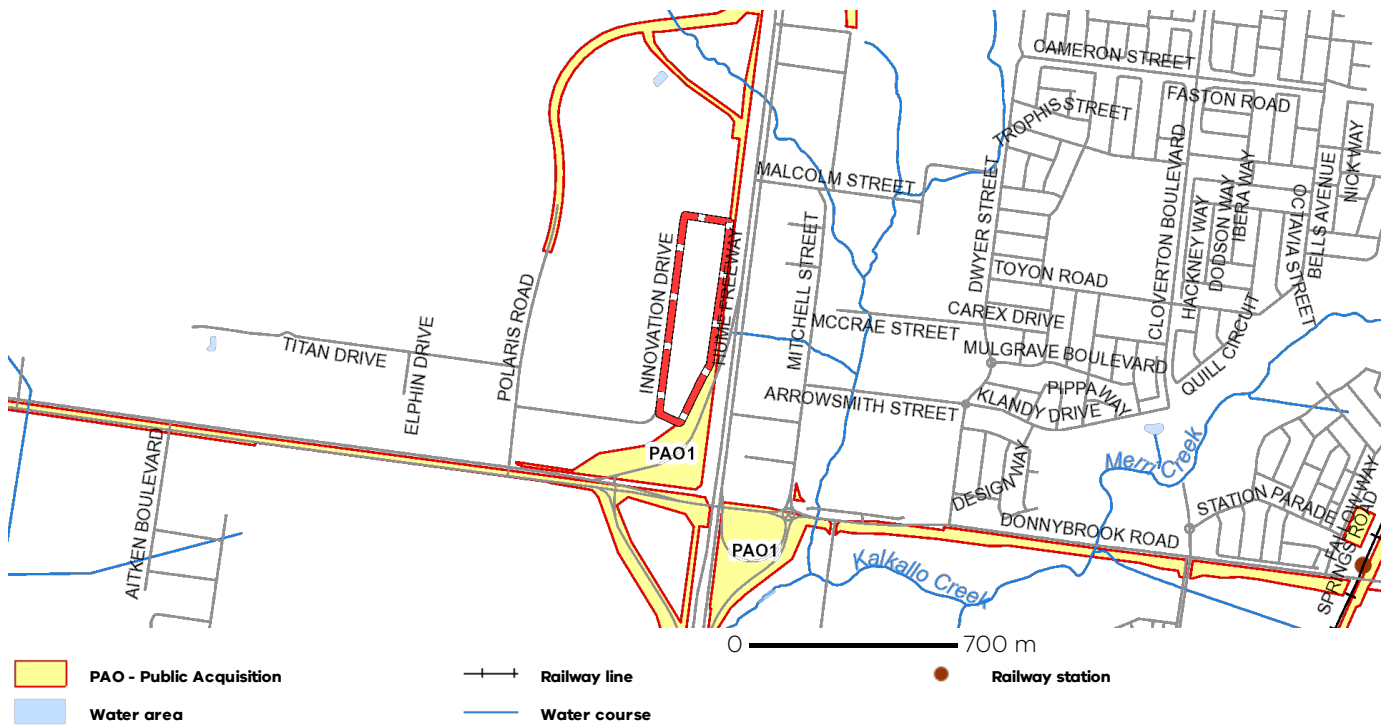 CAMERON STREET
FASTON ROAD
TROPHIS STREET
NICK WAY
MALCOLM STREET
DWYER STREET
CLOVERTON BOULEVARD
IBERA WAY
DODSON WAY
HACKNEY WAY
OCTAVIA STREET
BELLS AVENUE
INNOVATION DRIVE
HUME FREEWAY
MITCHELL STREET
TOYON ROAD
POLARIS ROAD
CAREX DRIVE
MCCRAE STREET
QUILL CIRCUIT
TITAN DRIVE
ELPHIN DRIVE
MULGRAVE BOULEVARD
ARROWSMITH STREET
PIPPA WAY
KLANDY DRIVE
AITKEN BOULEVARD
PAO1
Merri Creek
DESIGN WAY
STATION PARADE
FALLOW WAY
SPRINGS ROAD
DONNYBROOK ROAD
PAO1
Kalkallo Creek
0 700 m
PAO - Public Acquisition
Railway line
Railway station
Water area
Water course